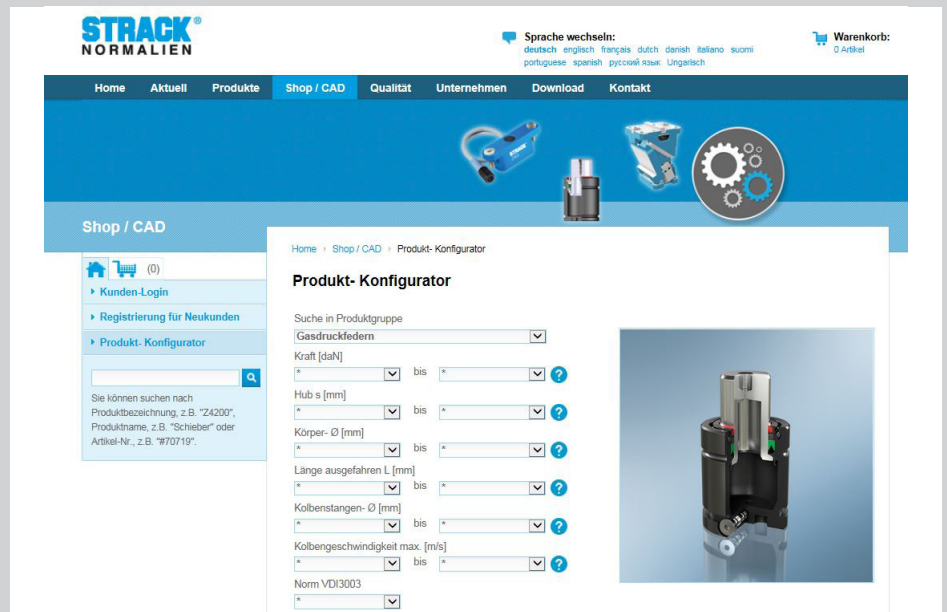 STRACK®
NORMALIEN
Sprache wechseln:
deutsch englisch français dutch danish italiano suomi
portuguese spanish русский язык Ungarisch
Warenkorb:
0 Artikel
Home Aktuell Produkte Shop / CAD Qualität Unternehmen Download Kontakt
STRACK
Shop / CAD
(0)
Kunden-Login
Registrierung für Neukunden
Produkt- Konfigurator
Sie können suchen nach
Produktbezeichnung, z.B. "Z4200",
Produktname, z.B. "Schieber" oder
Artikel-Nr., z.B. "#70719".
Home › Shop / CAD › Produkt- Konfigurator
Produkt- Konfigurator
Suche in Produktgruppe
Gasdruckfedern
Kraft [daN]
* bis * ?
Hub s [mm]
* bis * ?
Körper- Ø [mm]
* bis * ?
Länge ausgefahren L [mm]
* bis * ?
Kolbenstangen- Ø [mm]
* bis * ?
Kolbengeschwindigkeit max. [m/s]
* bis * ?
Norm VDI3003
*